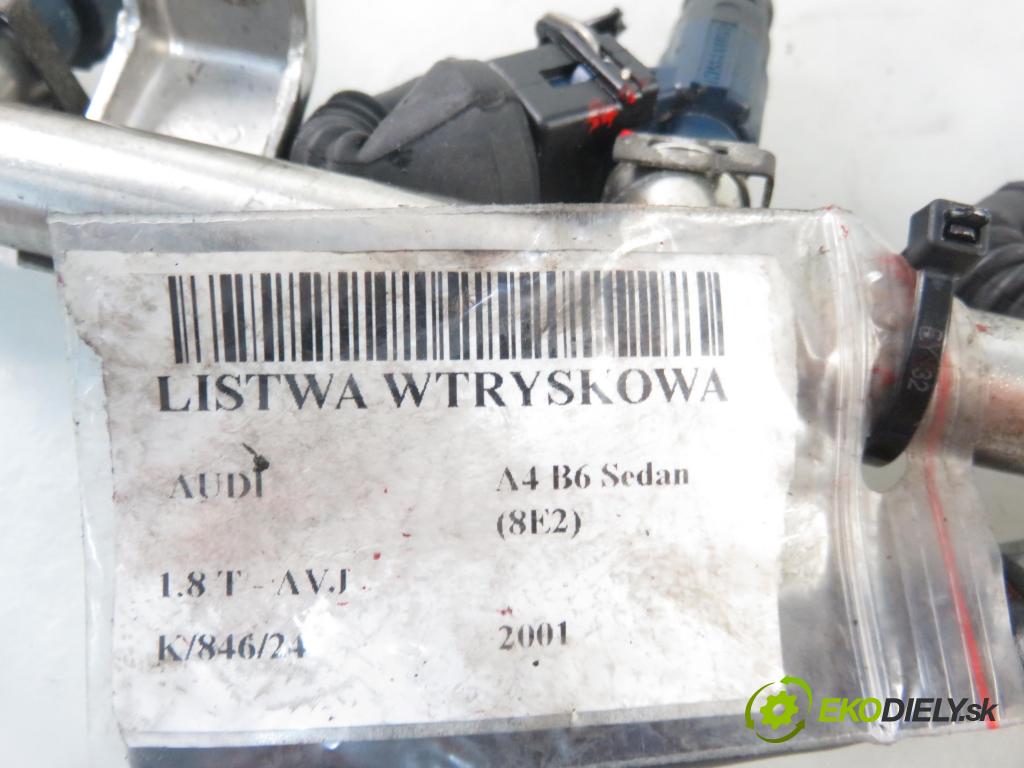 LISTWA WTRYSKOWA
AUDI A4 B6 Sedan
(8E2)
1.8 T - AVJ
K/846/24 2001
EKODIELY.sk